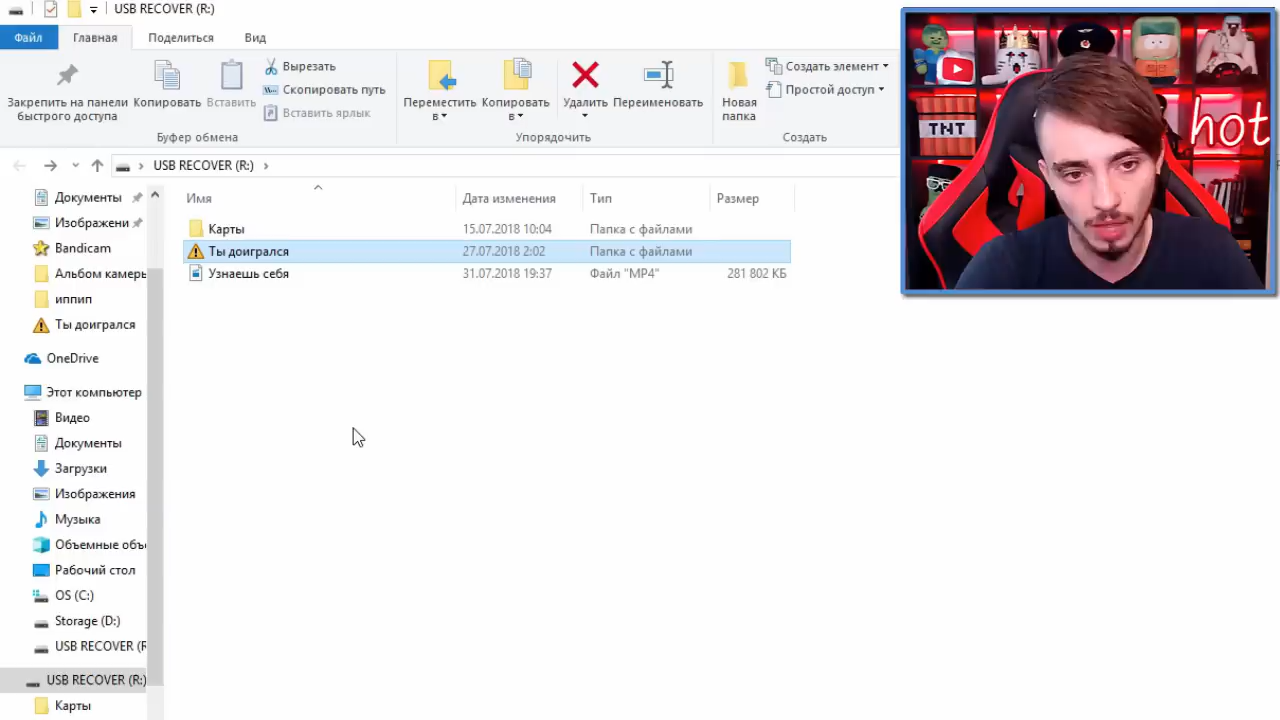 USB RECOVER (R:)
Файл Главная Поделиться Вид
Закрепить на панели быстрого доступа
Копировать
Вставить
Вырезать
Скопировать путь
Вставить ярлык
Переместить в
Копировать в
Удалить
Переименовать
Новая папка
Создать элемент
Простой доступ
Буфер обмена
Упорядочить
Создать
USB RECOVER (R:)
Имя Дата изменения Тип Размер
Карты 15.07.2018 10:04 Папка с файлами
Ты доигрался 27.07.2018 2:02 Папка с файлами
Узнаешь себя 31.07.2018 19:37 Файл "MP4" 281 802 КБ
Документы
Изображени
Bandicam
Альбом камеры
иппип
Ты доигрался
OneDrive
Этот компьютер
Видео
Документы
Загрузки
Изображения
Музыка
Объемные объ
Рабочий стол
OS (C:)
Storage (D:)
USB RECOVER (R
USB RECOVER (R:)
Карты
TNT
hot